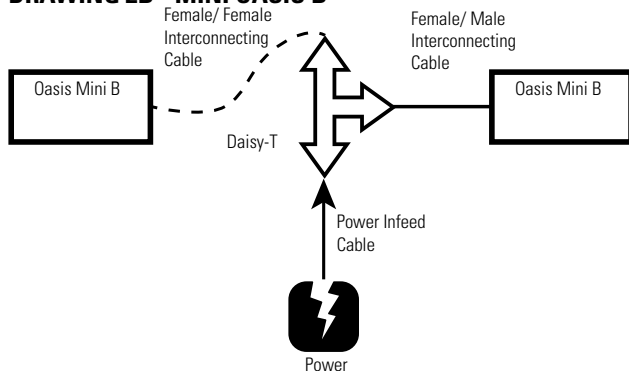 Female/ Female
Interconnecting
Cable
Female/ Male
Interconnecting
Cable
Oasis Mini B
Oasis Mini B
Daisy-T
Power Infeed
Cable
Power